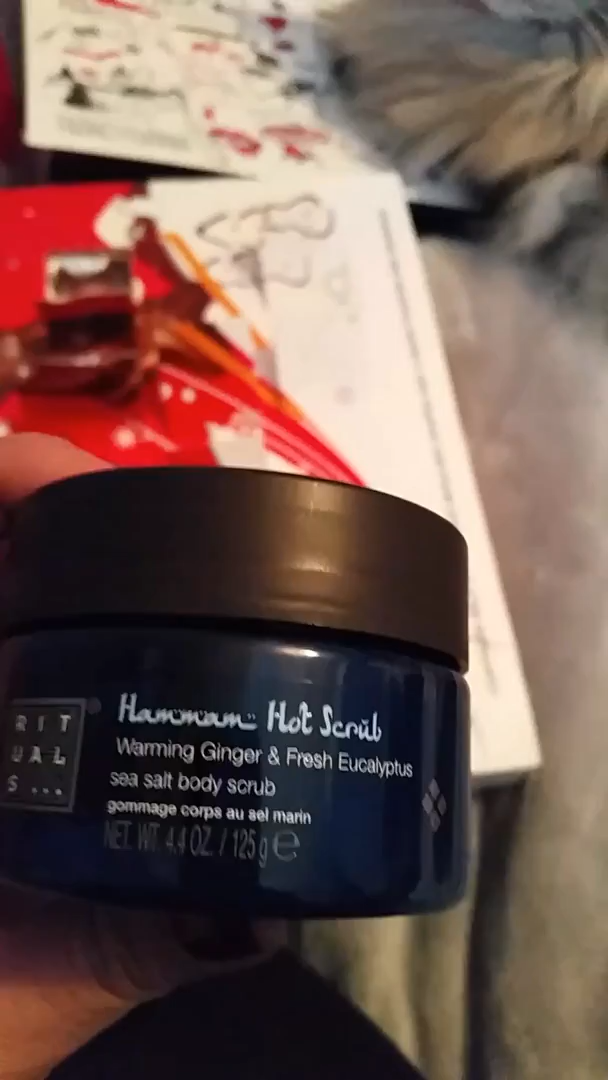 RIT
UAL
S...
Hammam Hot Scrub
Warming Ginger & Fresh Eucalyptus
sea salt body scrub
gommage corps au sel marin
NET. WT. 4.4 OZ. / 125 g e